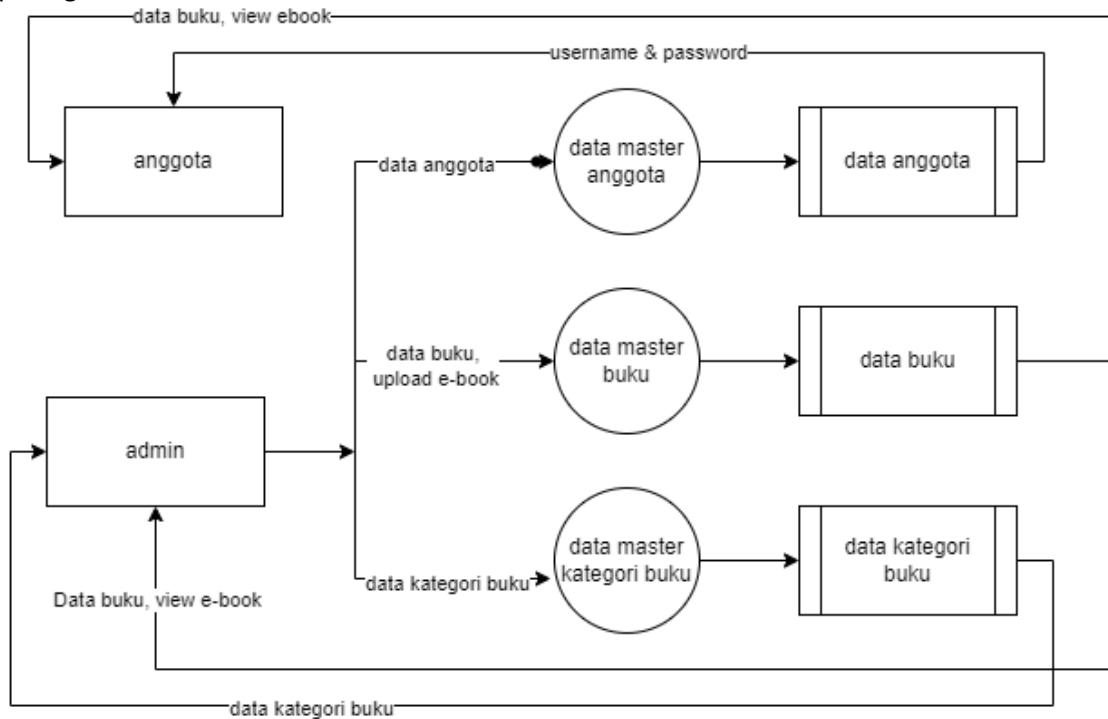 data buku, view ebook
username & password
anggota
data anggota
data master
anggota
data anggota
data buku,
upload e-book
data master
buku
data buku
admin
data kategori buku
data master
kategori buku
data kategori
buku
Data buku, view e-book
data kategori buku